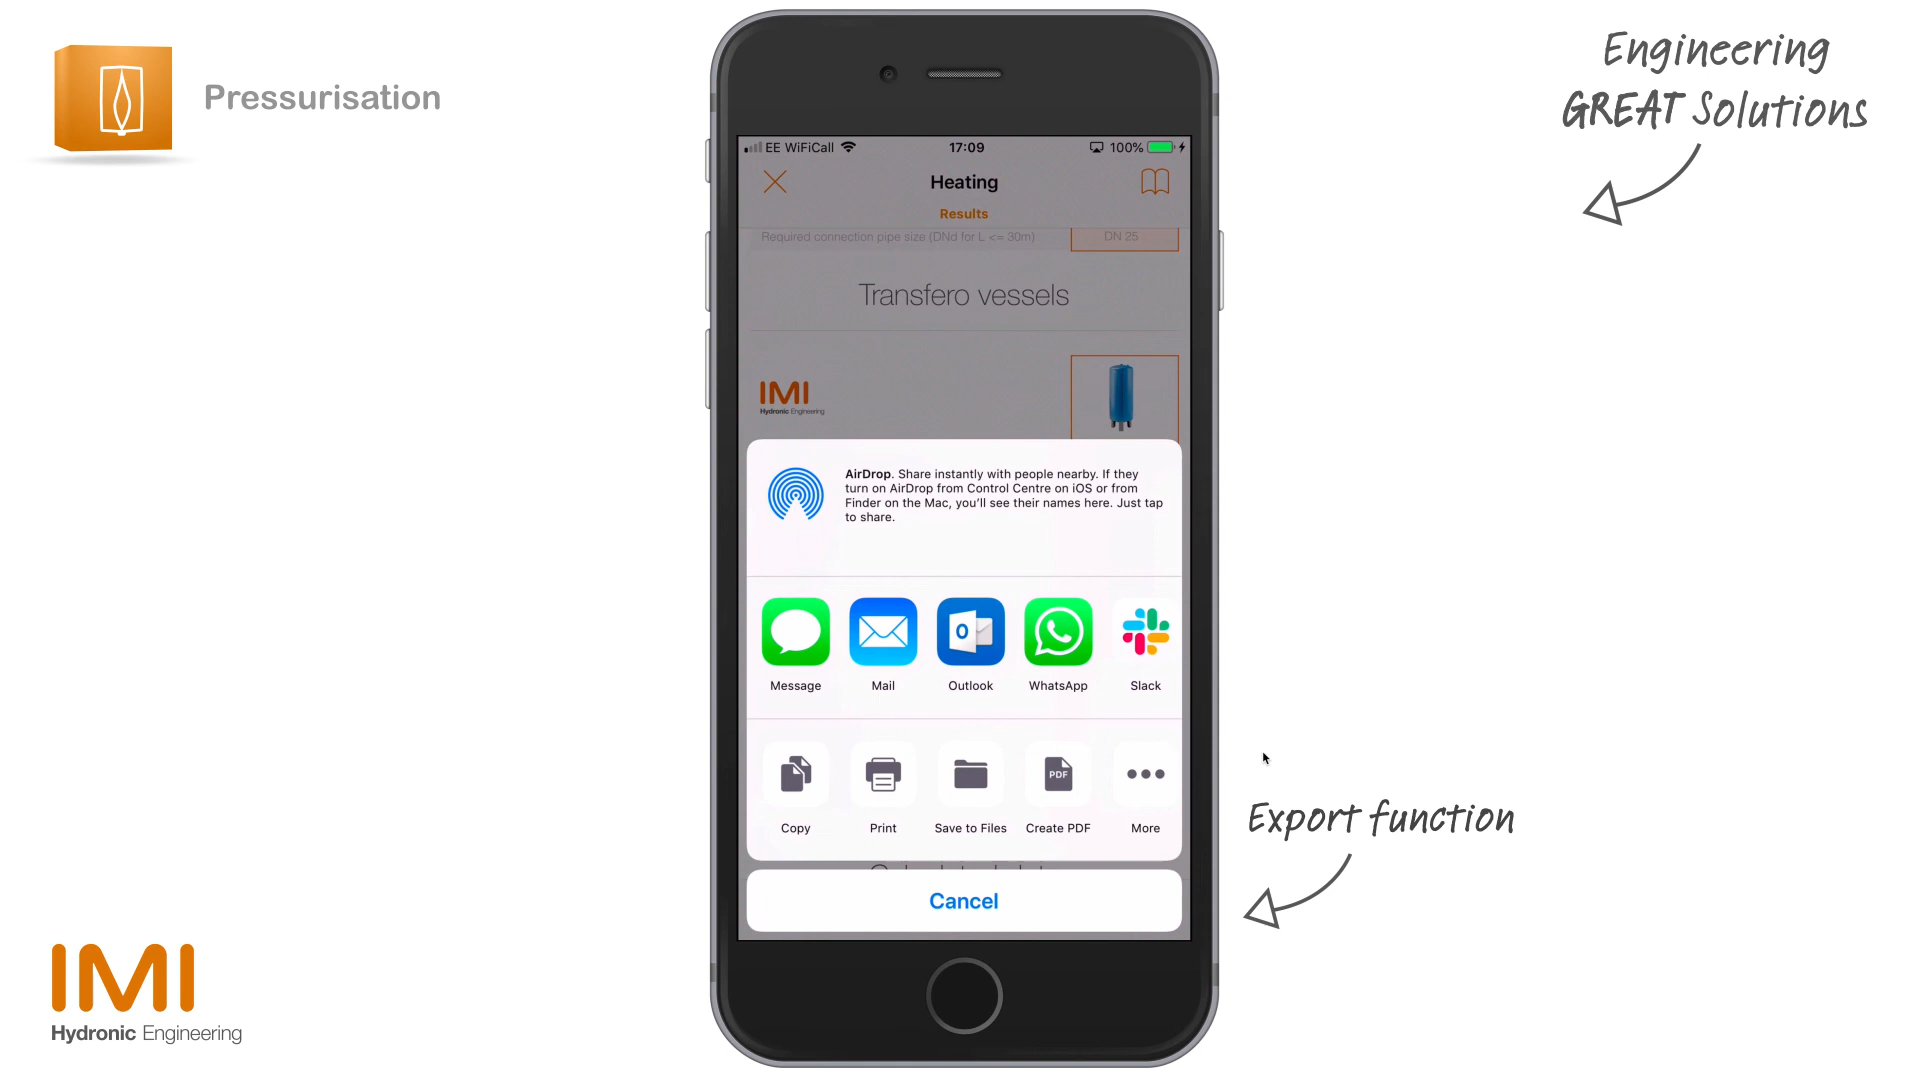 Pressurisation
Engineering
GREAT Solutions
EE WiFiCall
17:09
100%
Heating
Results
Required connection pipe size (DNd for L <= 30m)
DN 25
Transfero vessels
IMI
Hydronic Engineering
AirDrop. Share instantly with people nearby. If they
turn on AirDrop from Control Centre on iOS or from
Finder on the Mac, you'll see their names here. Just tap
to share.
O
Message
Mail
Outlook
WhatsApp
Slack
PDF
Copy
Print
Save to Files
Create PDF
More
Cancel
Export function
IMI
Hydronic Engineering